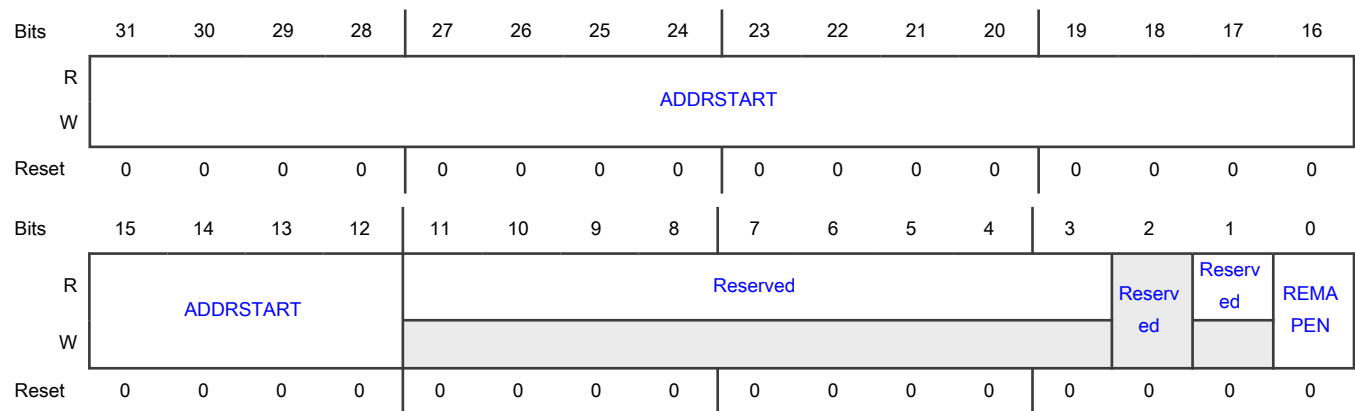 Bits 31 30 29 28 27 26 25 24 23 22 21 20 19 18 17 16
R
ADDRSTART
W
Reset 0 0 0 0 0 0 0 0 0 0 0 0 0 0 0 0
Bits 15 14 13 12 11 10 9 8 7 6 5 4 3 2 1 0
R ADDRSTART Reserved Reserv ed Reserv ed REMA PEN
W
Reset 0 0 0 0 0 0 0 0 0 0 0 0 0 0 0 0